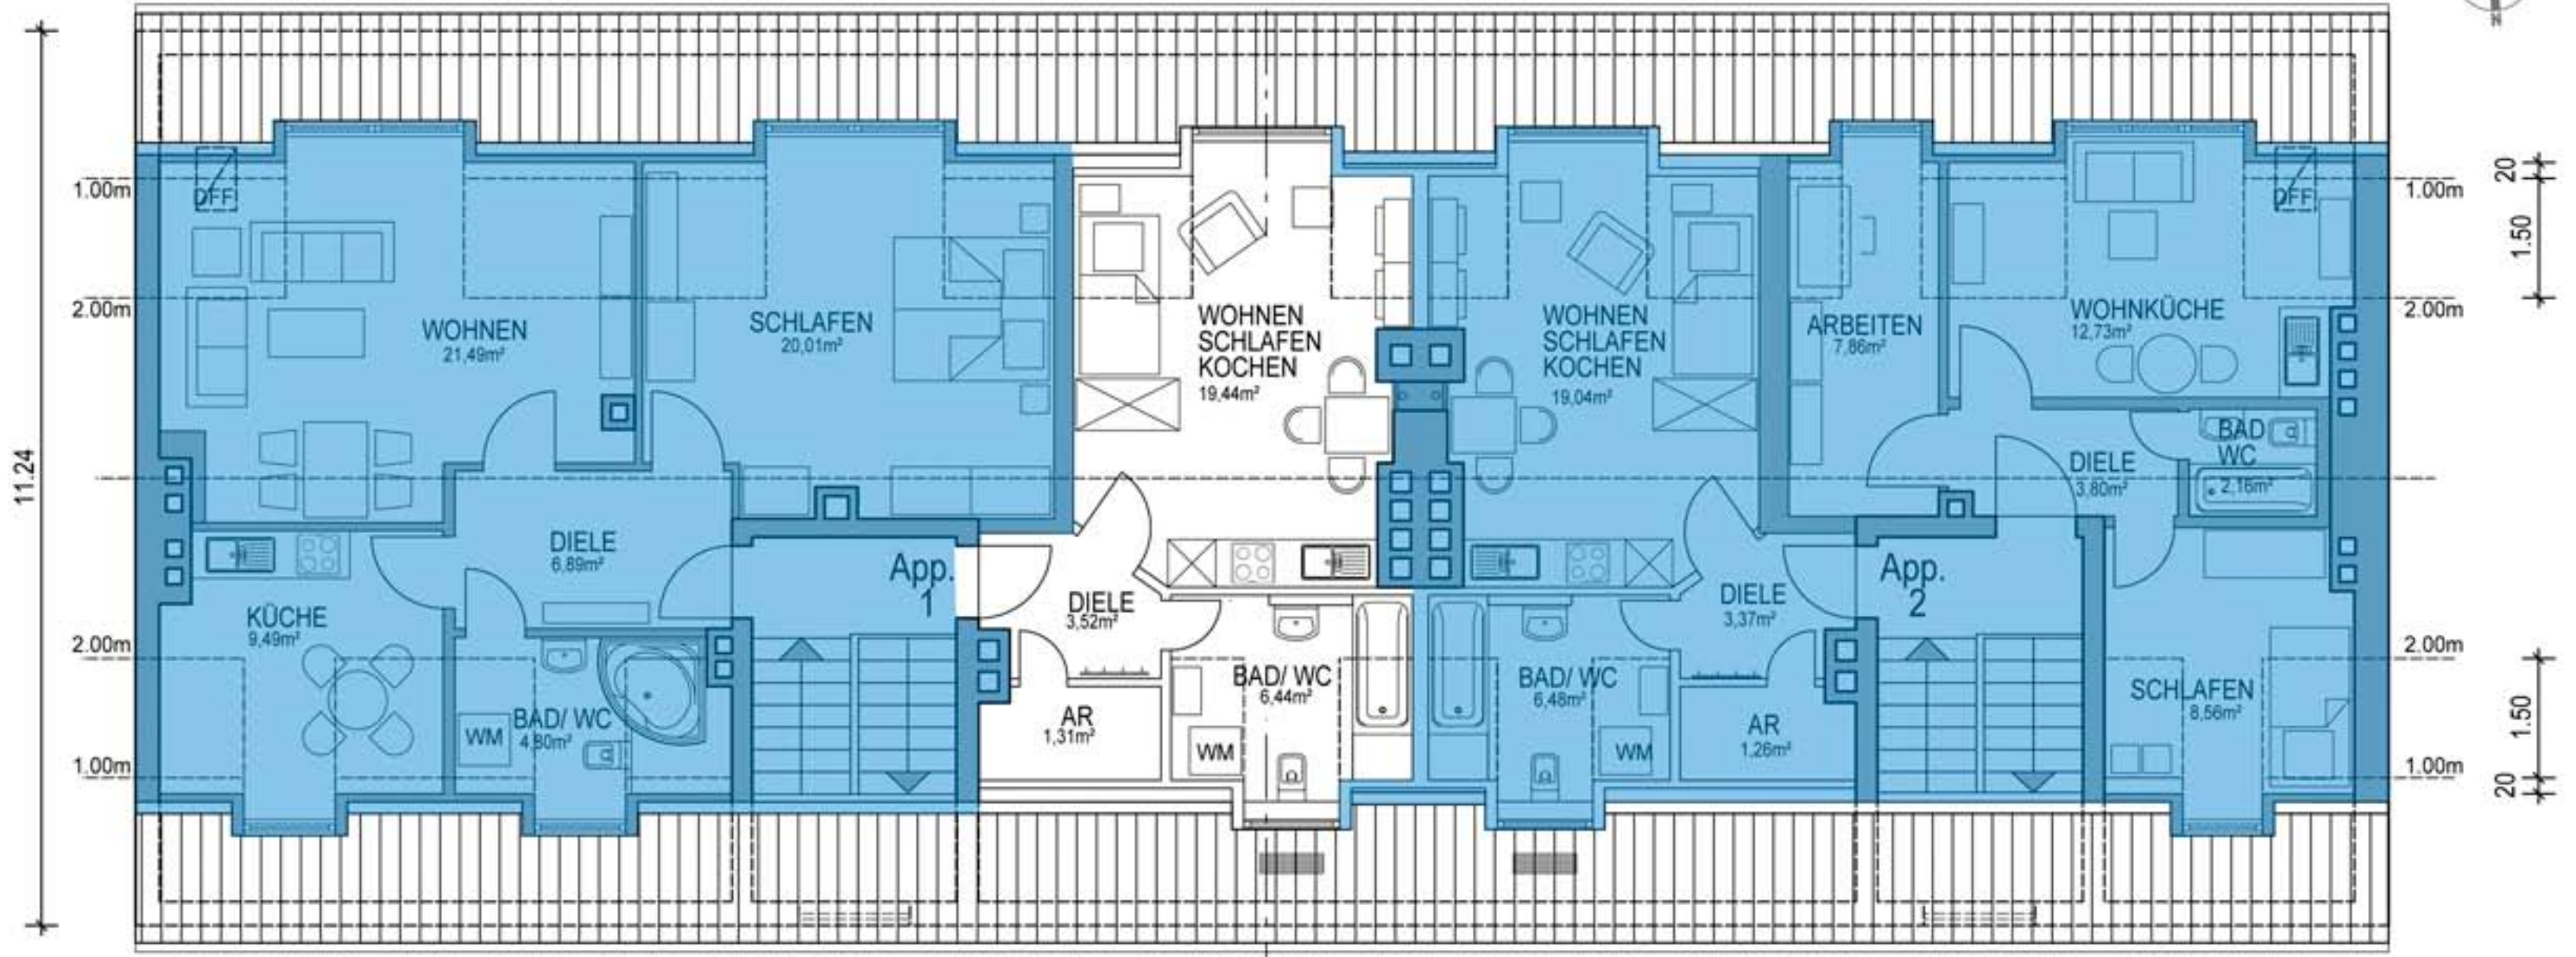 N
11.24
1.00m
2.00m
2.00m
1.00m
DFF
WOHNEN
21,49m²
SCHLAFEN
20,01m²
DIELE
6,89m²
KÜCHE
9,49m²
BAD/ WC
4,80m²
WM
App.
1
WOHNEN
SCHLAFEN
KOCHEN
19,44m²
DIELE
3,52m²
AR
1,31m²
BAD/ WC
6,44m²
WM
WOHNEN
SCHLAFEN
KOCHEN
19,04m²
BAD/ WC
6,48m²
WM
DIELE
3,37m²
AR
1,26m²
App.
2
ARBEITEN
7,86m²
WOHNKÜCHE
12,73m²
DFF
BAD
WC
2,16m²
DIELE
3,80m²
SCHLAFEN
8,56m²
1.00m
2.00m
2.00m
1.00m
20
1.50
1.50
20